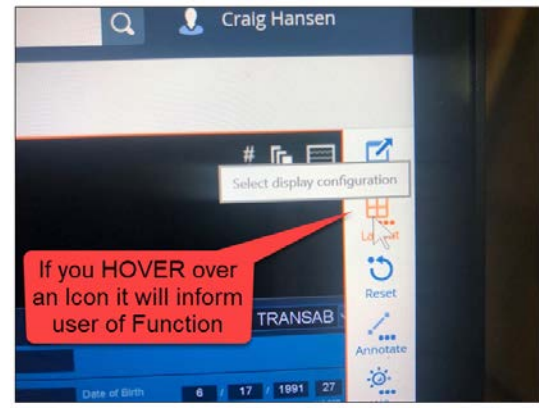 Craig Hansen
#
Select display configuration
Layout
If you HOVER over
an Icon it will inform
user of Function
Reset
TRANSAB
Annotate
Date of Birth 6 / 17 / 1991 27